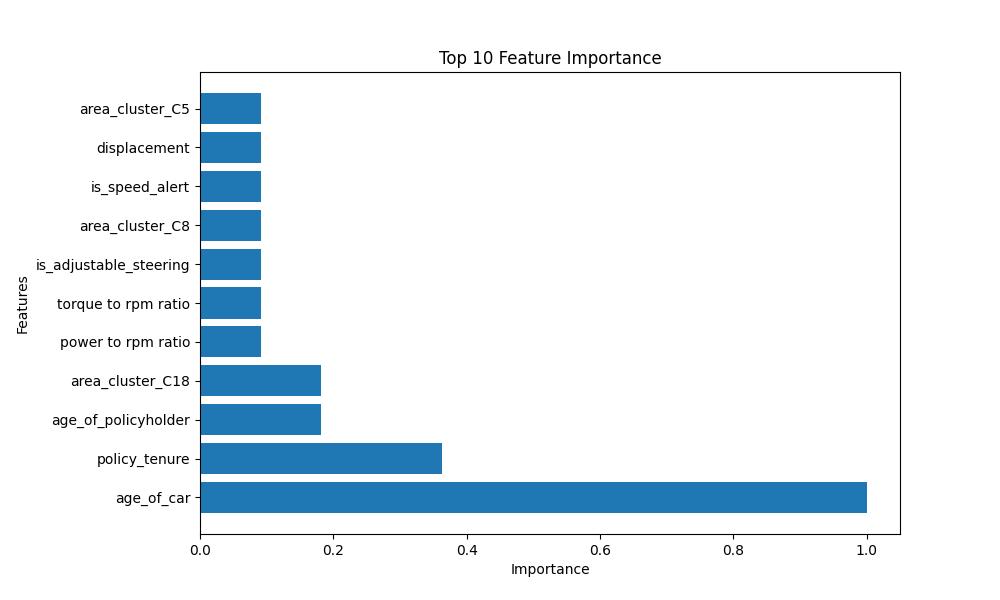 Top 10 Feature Importance
Features
area_cluster_C5
displacement
is_speed_alert
area_cluster_C8
is_adjustable_steering
torque to rpm ratio
power to rpm ratio
area_cluster_C18
age_of_policyholder
policy_tenure
age_of_car
0.0 0.2 0.4 0.6 0.8 1.0
Importance